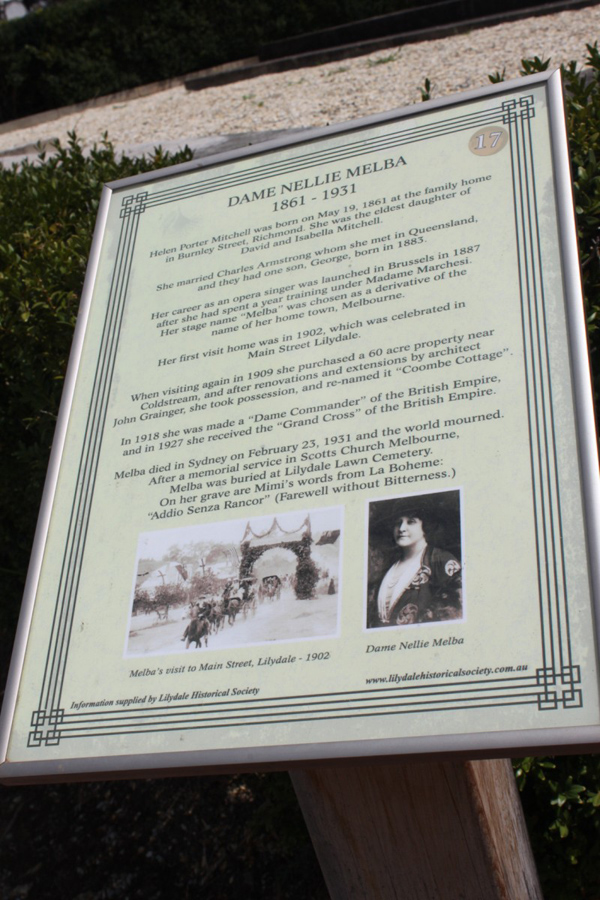 17
DAME NELLIE MELBA
1861 - 1931
Helen Porter Mitchell was born on May 19, 1861 at the family home
in Burnley Street, Richmond. She was the eldest daughter of
David and Isabella Mitchell.
She married Charles Armstrong whom she met in Queensland,
and they had one son, George, born in 1883.
Her career as an opera singer was launched in Brussels in 1887
after she had spent a year training under Madame Marchesi.
Her stage name "Melba" was chosen as a derivative of the
name of her home town, Melbourne.
Her first visit home was in 1902, which was celebrated in
Main Street Lilydale.
When visiting again in 1909 she purchased a 60 acre property near
Coldstream, and after renovations and extensions by architect
John Grainger, she took possession, and re-named it "Coombe Cottage".
In 1918 she was made a "Dame Commander" of the British Empire,
and in 1927 she received the "Grand Cross" of the British Empire.
Melba died in Sydney on February 23, 1931 and the world mourned.
After a memorial service in Scotts Church Melbourne,
Melba was buried at Lilydale Lawn Cemetery.
On her grave are Mimi's words from La Boheme:
"Addio Senza Rancor" (Farewell without Bitterness.)
Melba's visit to Main Street, Lilydale - 1902
Dame Nellie Melba
Information supplied by Lilydale Historical Society
www.lilydalehistoricalsociety.com.au